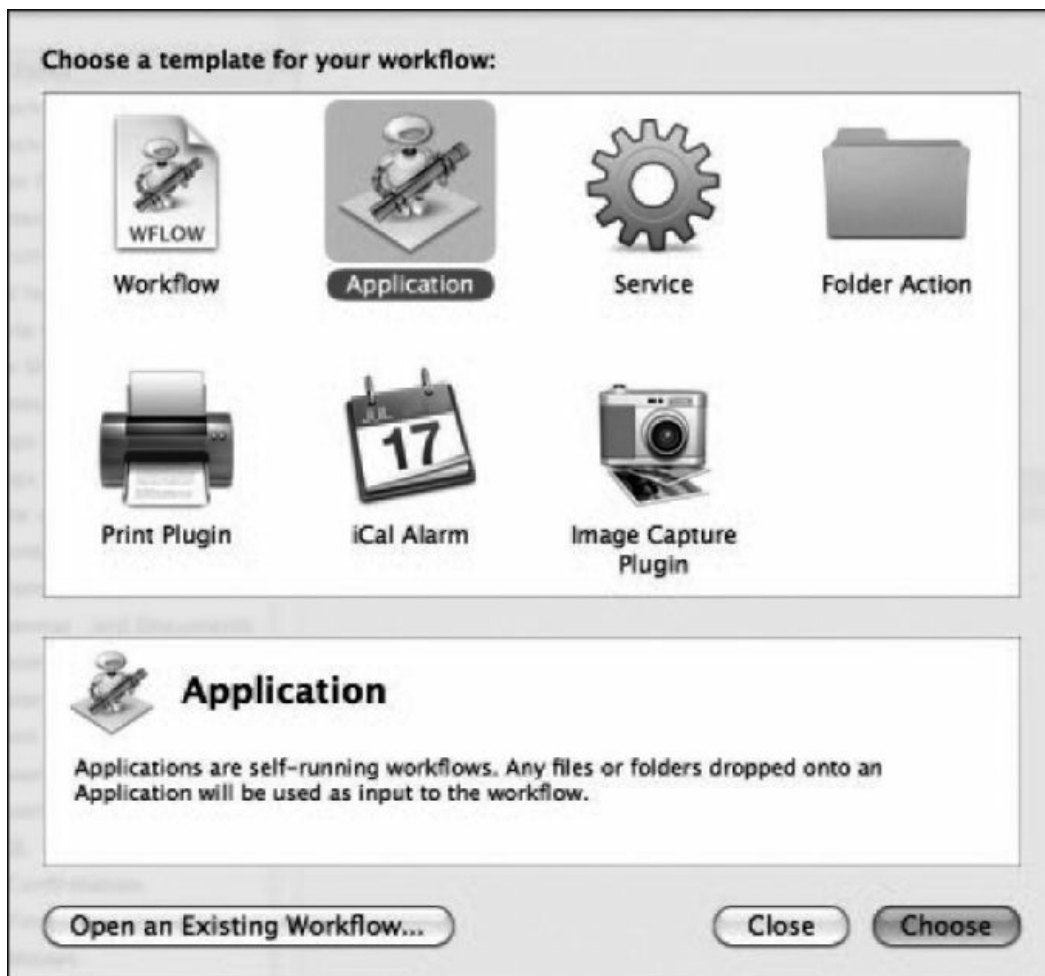 Choose a template for your workflow:
WFLOW
Workflow
Application
Service
Folder Action
JUL
17
Print Plugin
iCal Alarm
Image Capture
Plugin
Application
Applications are self-running workflows. Any files or folders dropped onto an
Application will be used as input to the workflow.
Open an Existing Workflow...
Close
Choose